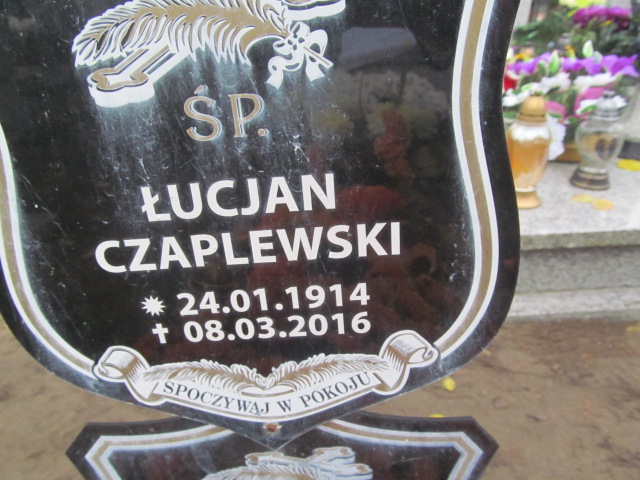 ŚP.
ŁUCJAN
CZAPLEWSKI
✹ 24.01.1914
✝ 08.03.2016
SPOCZYWAJ W POKOJU